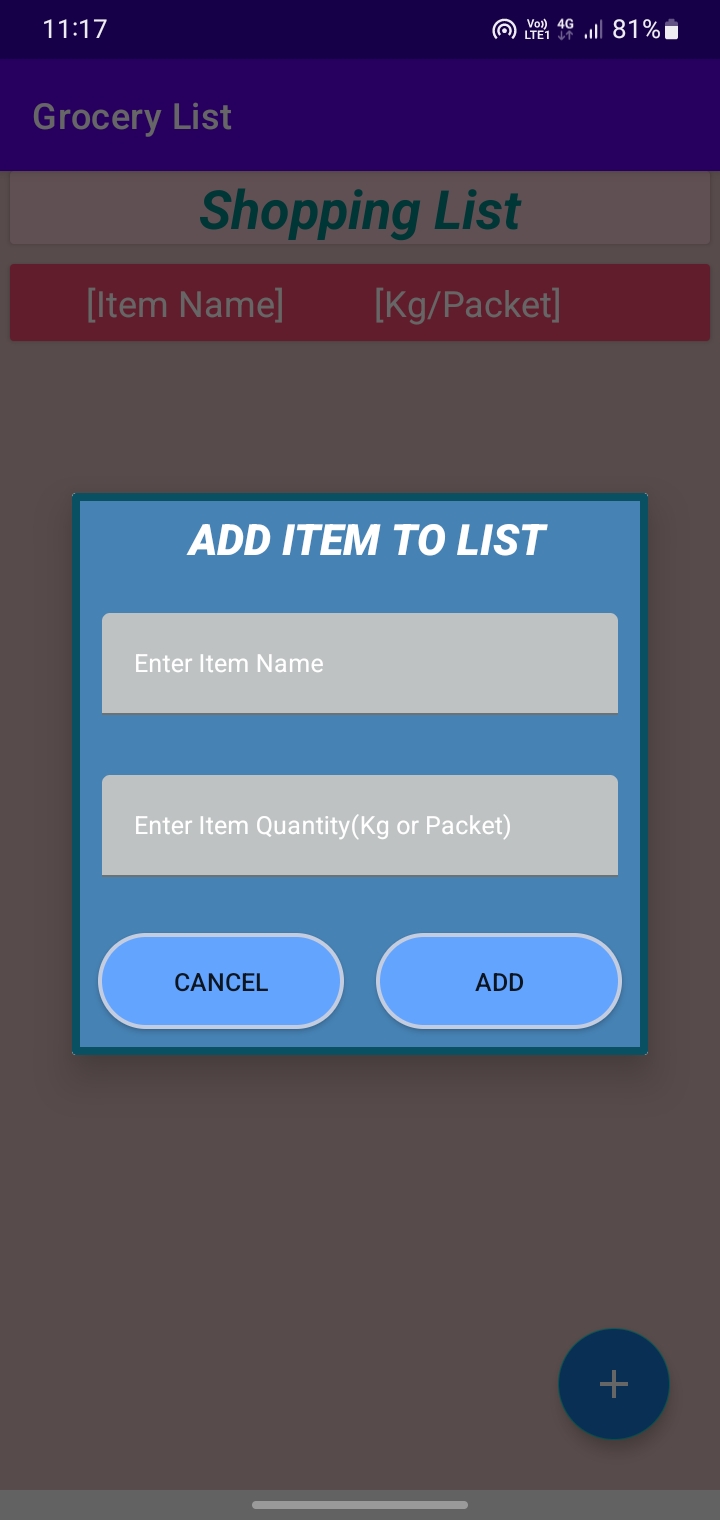 11:17 Vo)) LTE1 4G 81%
Grocery List
Shopping List
[Item Name] [Kg/Packet]
ADD ITEM TO LIST
Enter Item Name
Enter Item Quantity(Kg or Packet)
CANCEL ADD